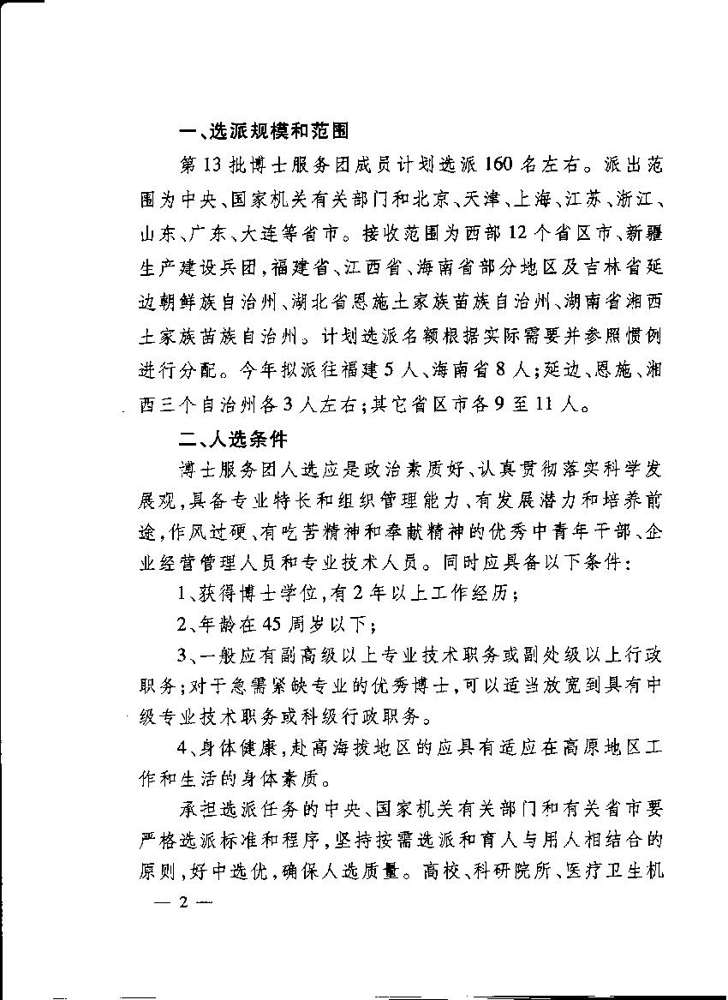 一、选派规模和范围
第13批博士服务团成员计划选派160名左右。派出范
围为中央、国家机关有关部门和北京、天津、上海、江苏、浙江、
山东、广东、大连等省市。接收范围为西部12个省区市、新疆
生产建设兵团,福建省、江西省、海南省部分地区及吉林省延
边朝鲜族自治州、湖北省恩施土家族苗族自治州、湖南省湘西
土家族苗族自治州。计划选派名额根据实际需要并参照惯例
进行分配。今年拟派往福建5人、海南省8人;延边、恩施、湘
西三个自治州各3人左右;其它省区市各9至11人。
二、人选条件
博士服务团人选应是政治素质好、认真贯彻落实科学发
展观,具备专业特长和组织管理能力、有发展潜力和培养前
途,作风过硬、有吃苦精神和奉献精神的优秀中青年干部、企
业经营管理人员和专业技术人员。同时应具备以下条件:
1、获得博士学位,有2年以上工作经历;
2、年龄在45周岁以下;
3、一般应有副高级以上专业技术职务或副处级以上行政
职务;对于急需紧缺专业的优秀博士,可以适当放宽到具有中
级专业技术职务或科级行政职务。
4、身体健康,赴高海拔地区的应具有适应在高原地区工
作和生活的身体素质。
承担选派任务的中央、国家机关有关部门和有关省市要
严格选派标准和程序,坚持按需选派和育人与用人相结合的
原则,好中选优,确保人选质量。高校、科研院所、医疗卫生机
— 2 —